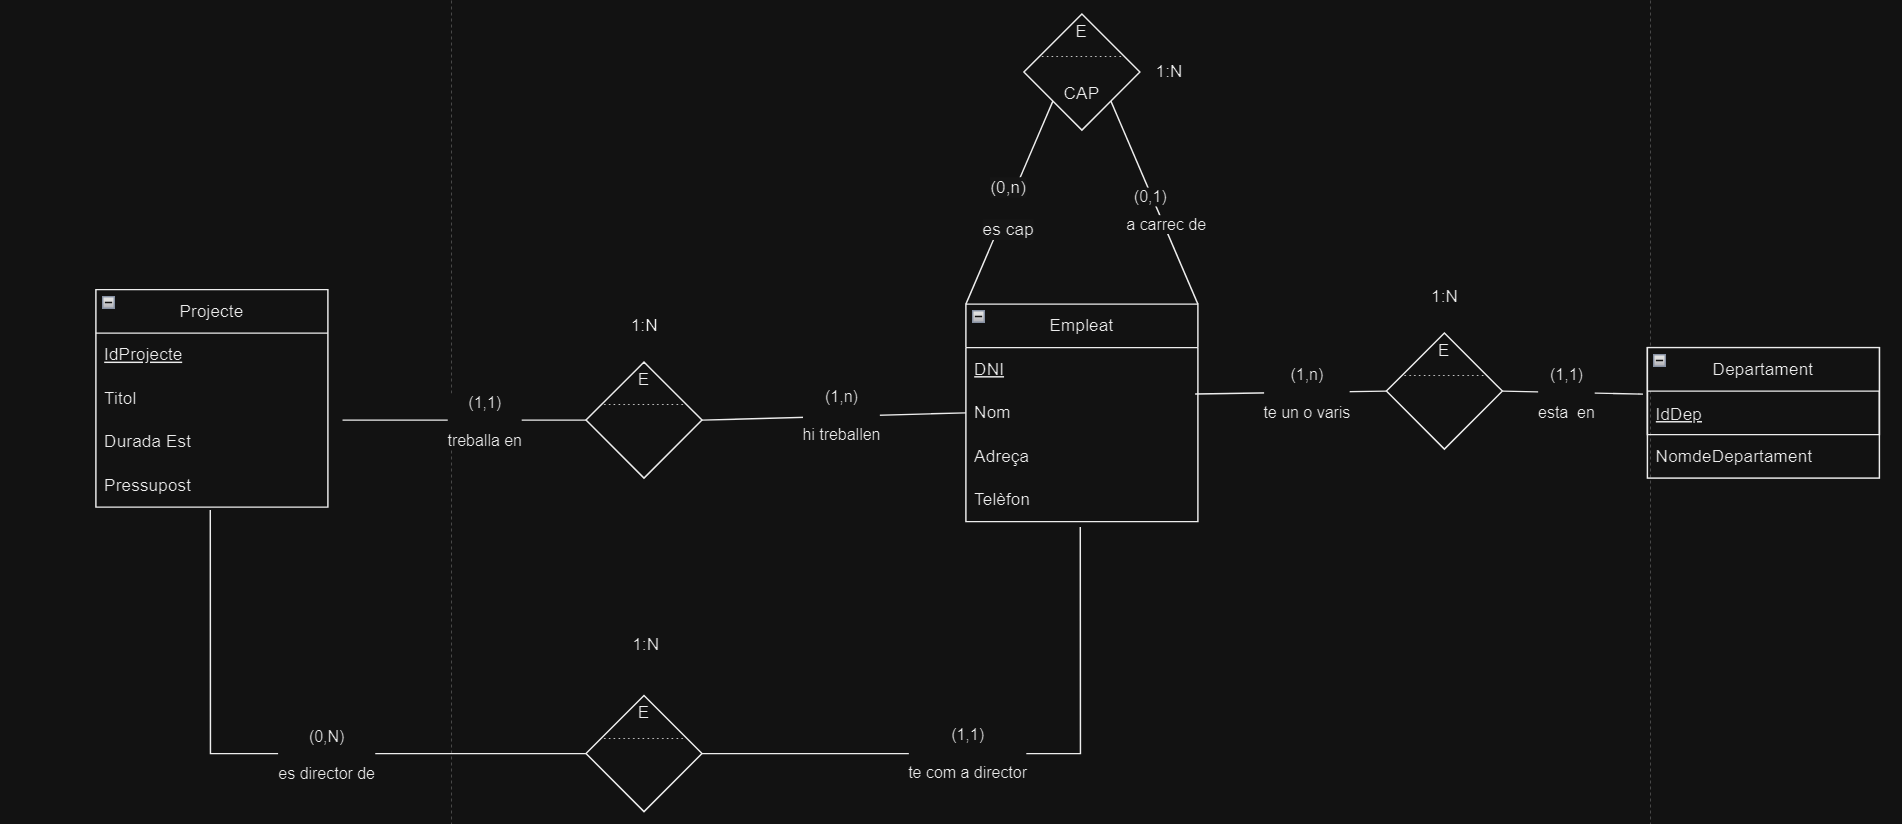 E
CAP
1:N
(0,n)
es cap
(0,1)
a carrec de
Projecte
IdProjecte
Titol
Durada Est
Pressupost
(1,1)
treballa en
1:N
E
(1,n)
hi treballen
Empleat
DNI
Nom
Adreça
Telèfon
(1,n)
te un o varis
1:N
E
(1,1)
esta  en
Departament
IdDep
NomdeDepartament
(0,N)
es director de
1:N
E
(1,1)
te com a director